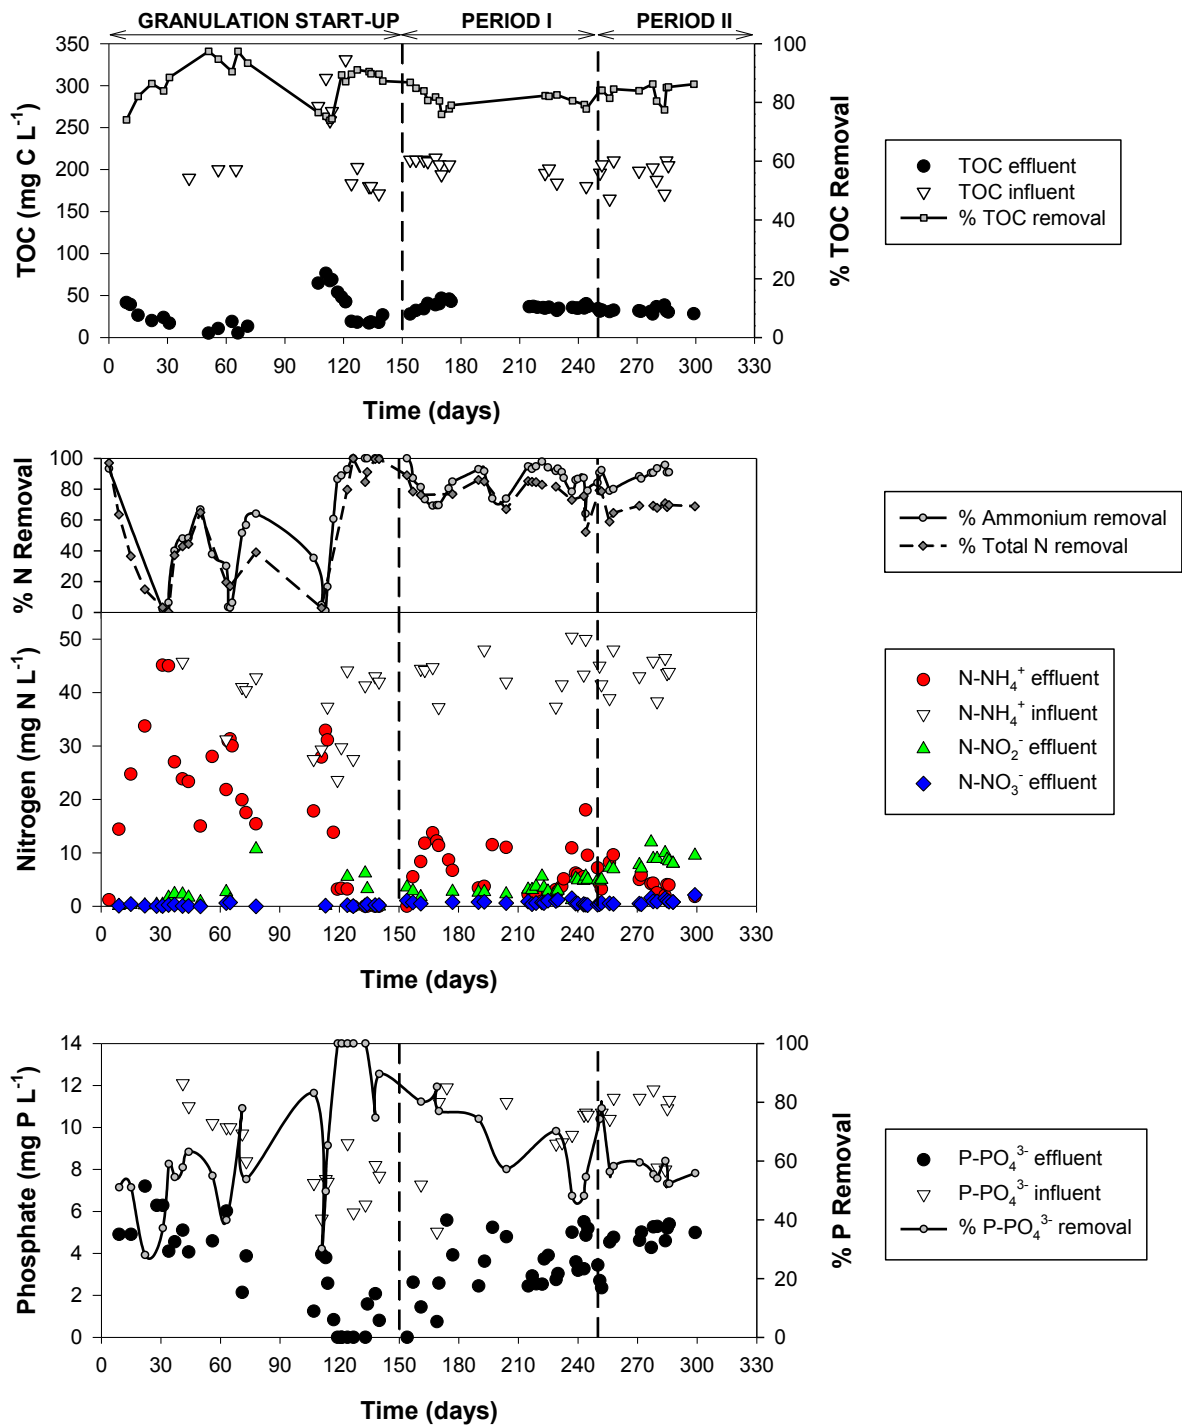 GRANULATION START-UP PERIOD I PERIOD II
350 100
300
80
250
200 60
150 40
100
20
50
0 0
0 30 60 90 120 150 180 210 240 270 300 330
TOC (mg C L-1)
% TOC Removal
Time (days)
TOC effluent
TOC influent
% TOC removal
100
80
60
40
20
0
% N Removal
% Ammonium removal
% Total N removal
50
40
30
20
10
0
Nitrogen (mg N L-1)
0 30 60 90 120 150 180 210 240 270 300 330
Time (days)
N-NH4+ effluent
N-NH4+ influent
N-NO2- effluent
N-NO3- effluent
14 100
12
80
10
8 60
6 40
4
20
2
0 0
0 30 60 90 120 150 180 210 240 270 300 330
Phosphate (mg P L-1)
% P Removal
Time (days)
P-PO43- effluent
P-PO43- influent
% P-PO43- removal